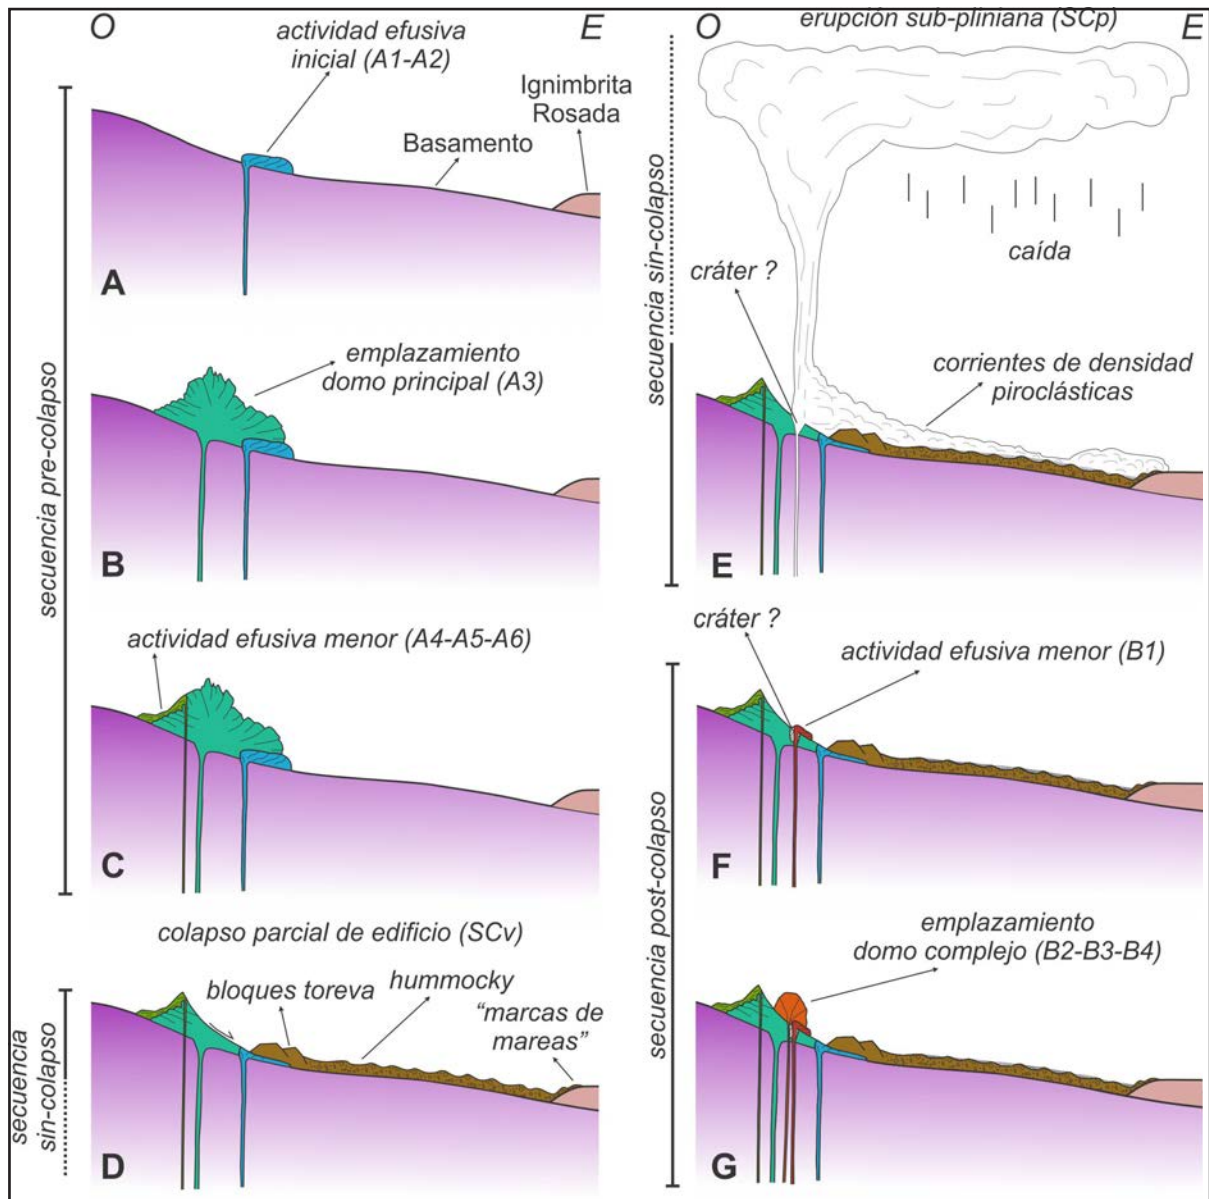 O
E
actividad efusiva
inicial (A1-A2)
Ignimbrita
Rosada
Basamento
A
emplazamiento
domo principal (A3)
B
actividad efusiva menor (A4-A5-A6)
C
secuencia pre-colapso
colapso parcial de edificio (SCv)
bloques toreva
hummocky
"marcas de
mareas"
D
secuencia
sin-colapso
O
erupción sub-pliniana (SCp)
E
caída
cráter ?
corrientes de densidad
piroclásticas
E
secuencia sin-colapso
cráter ?
actividad efusiva menor (B1)
F
emplazamiento
domo complejo (B2-B3-B4)
G
secuencia post-colapso